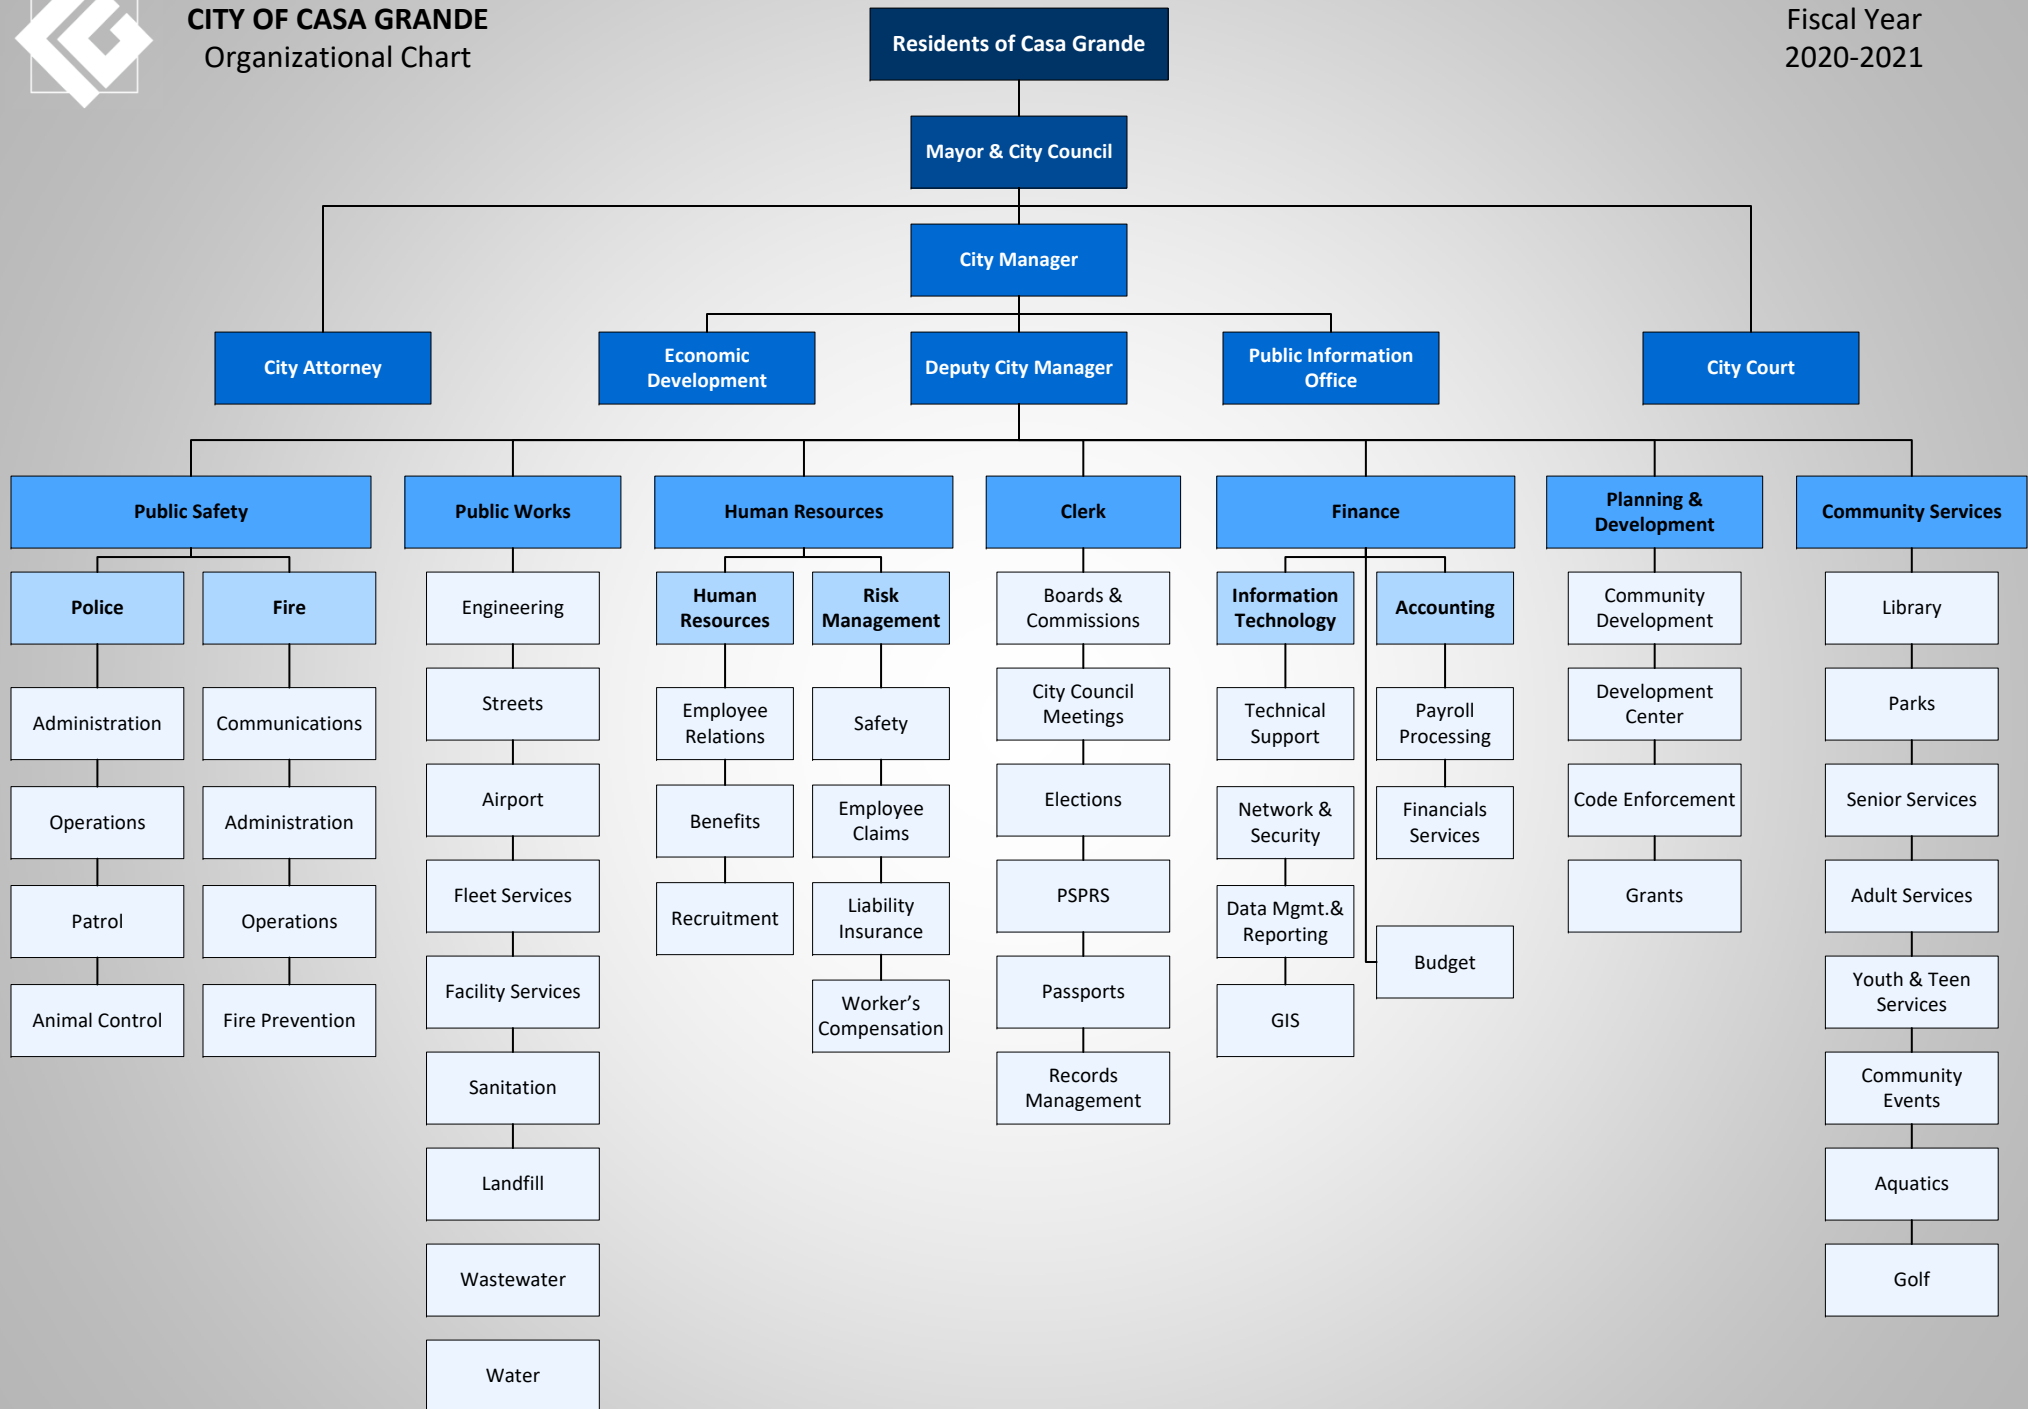 CITY OF CASA GRANDE
Organizational Chart
Fiscal Year
2020-2021
Residents of Casa Grande
Mayor & City Council
City Manager
City Attorney
Economic
Development
Deputy City Manager
Public Information
Office
City Court
Public Safety
Police
Administration
Operations
Patrol
Animal Control
Fire
Communications
Administration
Operations
Fire Prevention
Public Works
Engineering
Streets
Airport
Fleet Services
Facility Services
Sanitation
Landfill
Wastewater
Water
Human Resources
Human
Resources
Employee
Relations
Benefits
Recruitment
Risk
Management
Safety
Employee
Claims
Liability
Insurance
Worker’s
Compensation
Clerk
Boards &
Commissions
City Council
Meetings
Elections
PSPRS
Passports
Records
Management
Finance
Information
Technology
Technical
Support
Network &
Security
Data Mgmt.&
Reporting
GIS
Accounting
Payroll
Processing
Financials
Services
Budget
Planning &
Development
Community
Development
Development
Center
Code Enforcement
Grants
Community Services
Library
Parks
Senior Services
Adult Services
Youth & Teen
Services
Community
Events
Aquatics
Golf